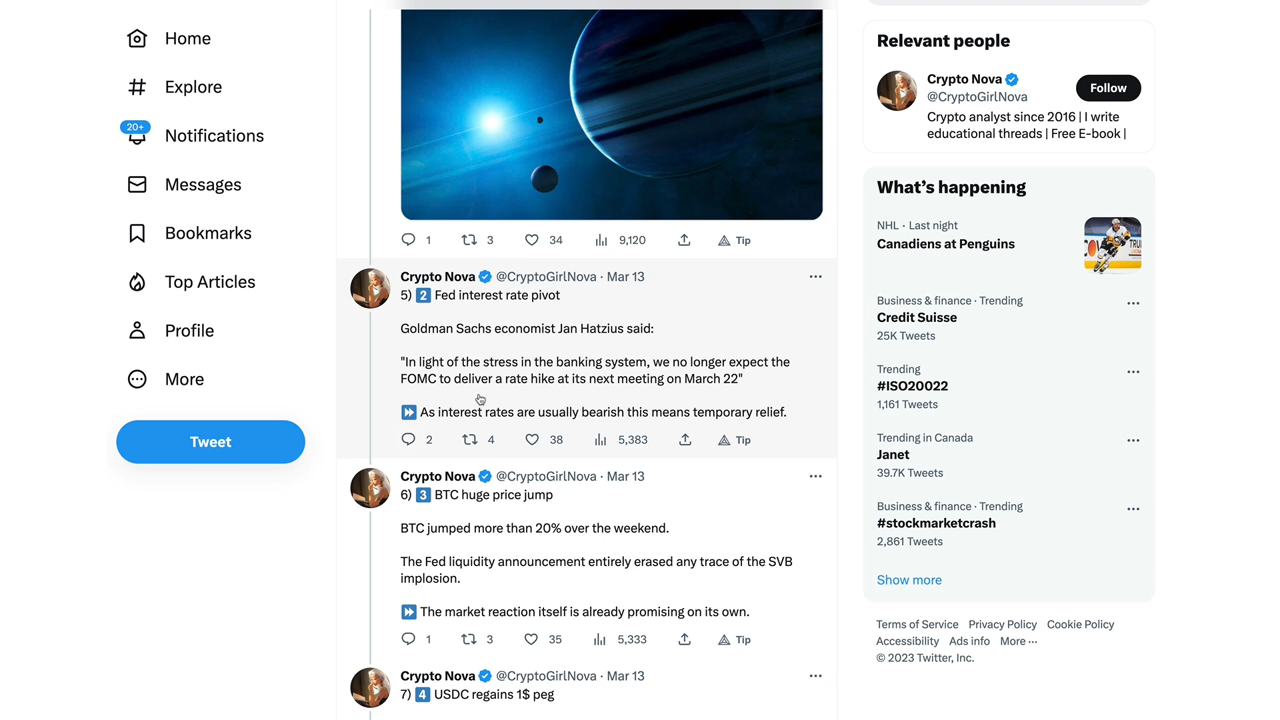 Home
Explore
20+
Notifications
Messages
Bookmarks
Top Articles
Profile
More
Tweet
1 3 34 9,120 Tip
Crypto Nova @CryptoGirlNova · Mar 13
5) 2 Fed interest rate pivot
Goldman Sachs economist Jan Hatzius said:
"In light of the stress in the banking system, we no longer expect the
FOMC to deliver a rate hike at its next meeting on March 22"
As interest rates are usually bearish this means temporary relief.
2 4 38 5,383 Tip
Crypto Nova @CryptoGirlNova · Mar 13
6) 3 BTC huge price jump
BTC jumped more than 20% over the weekend.
The Fed liquidity announcement entirely erased any trace of the SVB
implosion.
The market reaction itself is already promising on its own.
1 3 35 5,333 Tip
Crypto Nova @CryptoGirlNova · Mar 13
7) 4 USDC regains 1$ peg
Relevant people
Crypto Nova
@CryptoGirlNova
Follow
Crypto analyst since 2016 | I write
educational threads | Free E-book |
What's happening
NHL · Last night
Canadiens at Penguins
Business & finance · Trending
Credit Suisse
25K Tweets
Trending
#ISO20022
1,161 Tweets
Trending in Canada
Janet
39.7K Tweets
Business & finance · Trending
#stockmarketcrash
2,861 Tweets
Show more
Terms of Service Privacy Policy Cookie Policy
Accessibility Ads info More ···
© 2023 Twitter, Inc.